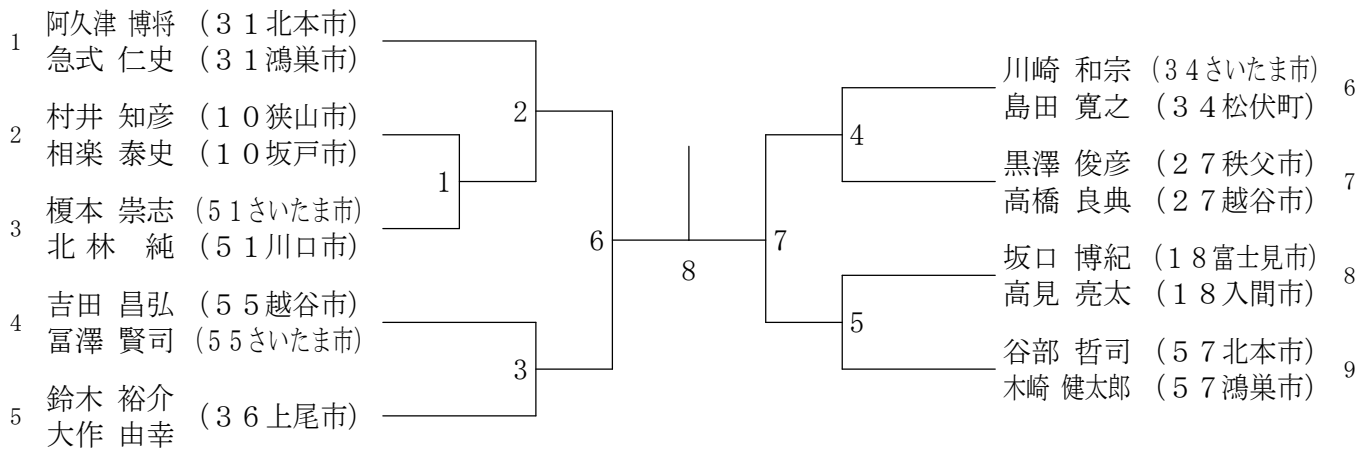 1 阿久津 博将 （３１北本市）
急式 仁史 （３１鴻巣市）
2 村井 知彦 （１０狭山市）
相楽 泰史 （１０坂戸市）
3 榎本 崇志 （５１さいたま市）
北林 純 （５１川口市）
4 吉田 昌弘 （５５越谷市）
冨澤 賢司 （５５さいたま市）
5 鈴木 裕介
大作 由幸 （３６上尾市）
2
1
6
3
8
7
4
5
川崎 和宗 （３４さいたま市） 6
島田 寛之 （３４松伏町）
黒澤 俊彦 （２７秩父市） 7
高橋 良典 （２７越谷市）
坂口 博紀 （１８富士見市） 8
高見 亮太 （１８入間市）
谷部 哲司 （５７北本市） 9
木崎 健太郎 （５７鴻巣市）